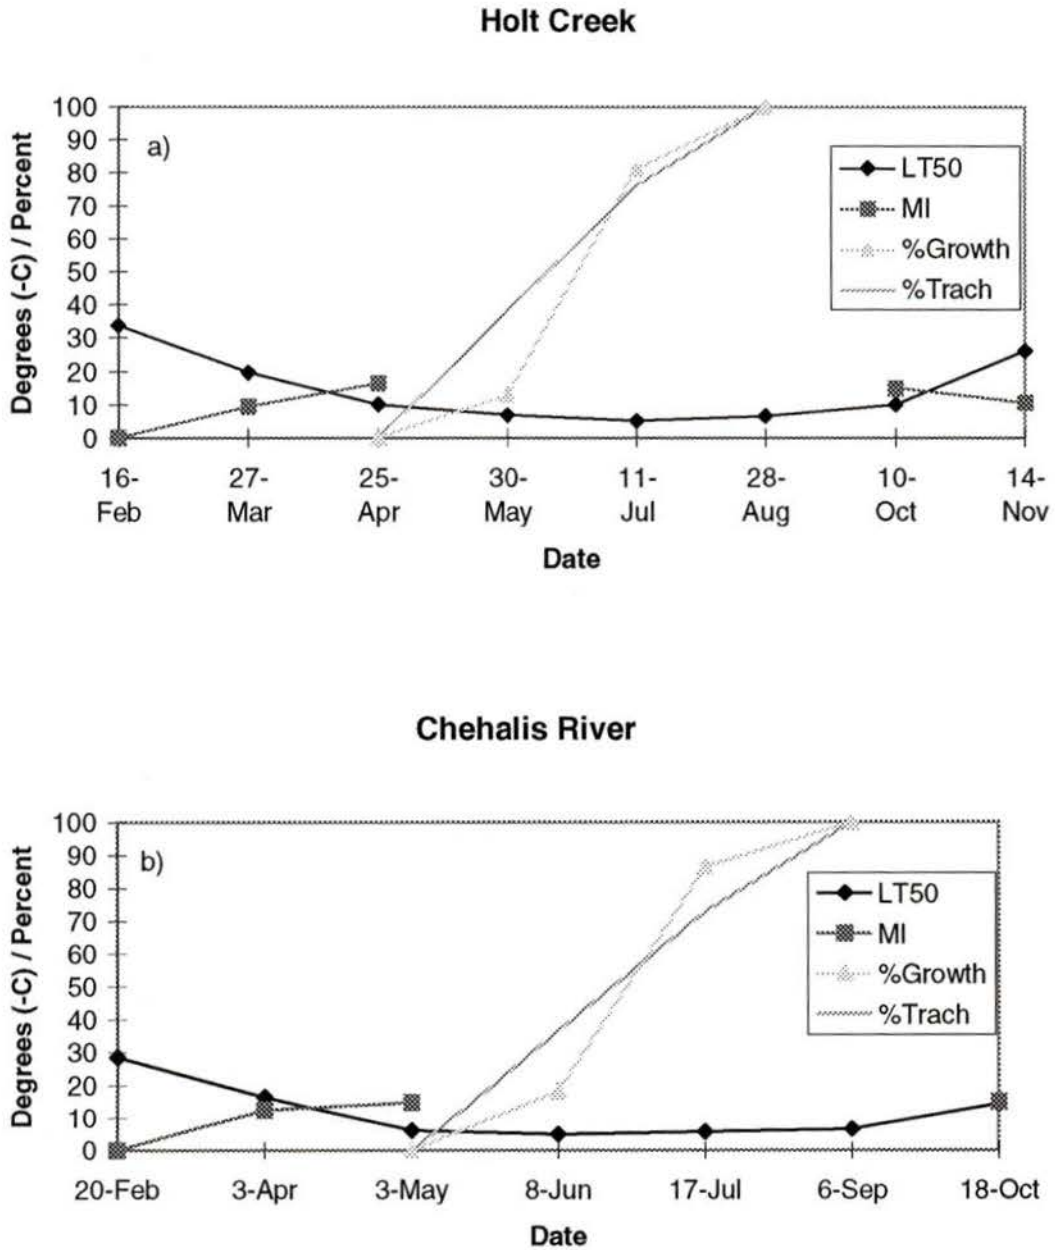 Holt Creek
a)
Degrees (-C) / Percent
100
90
80
70
60
50
40
30
20
10
0
LT50
MI
%Growth
%Trach
16-Feb
27-Mar
25-Apr
30-May
11-Jul
28-Aug
10-Oct
14-Nov
Date
Chehalis River
b)
Degrees (-C) / Percent
100
90
80
70
60
50
40
30
20
10
0
LT50
MI
%Growth
%Trach
20-Feb
3-Apr
3-May
8-Jun
17-Jul
6-Sep
18-Oct
Date